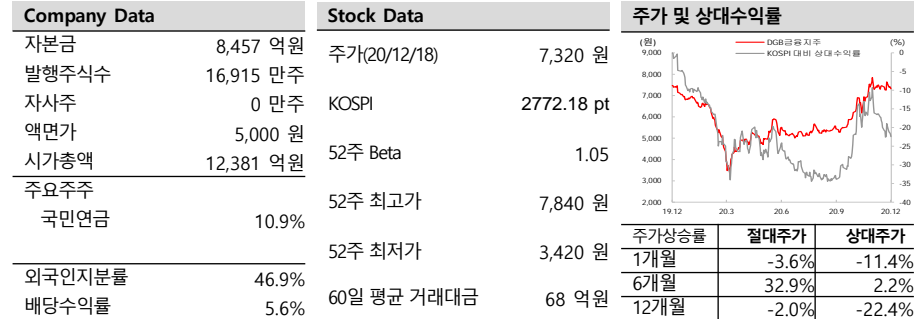 Company Data
자본금 8,457 억원
발행주식수 16,915 만주
자사주 0 만주
액면가 5,000 원
시가총액 12,381 억원
주요주주
국민연금 10.9%
외국인지분률 46.9%
배당수익률 5.6%
Stock Data
주가(20/12/18) 7,320 원
KOSPI 2772.18 pt
52주 Beta 1.05
52주 최고가 7,840 원
52주 최저가 3,420 원
60일 평균 거래대금 68 억원
주가 및 상대수익률
(원) (%)
DGB금융지주
KOSPI 대비 상대수익률
9,000 0
8,000 -5
7,000 -10
6,000 -15
5,000 -20
4,000 -25
3,000 -30
2,000 -35
-40
19.12 20.3 20.6 20.9 20.12
주가상승률 절대주가 상대주가
1개월 -3.6% -11.4%
6개월 32.9% 2.2%
12개월 -2.0% -22.4%